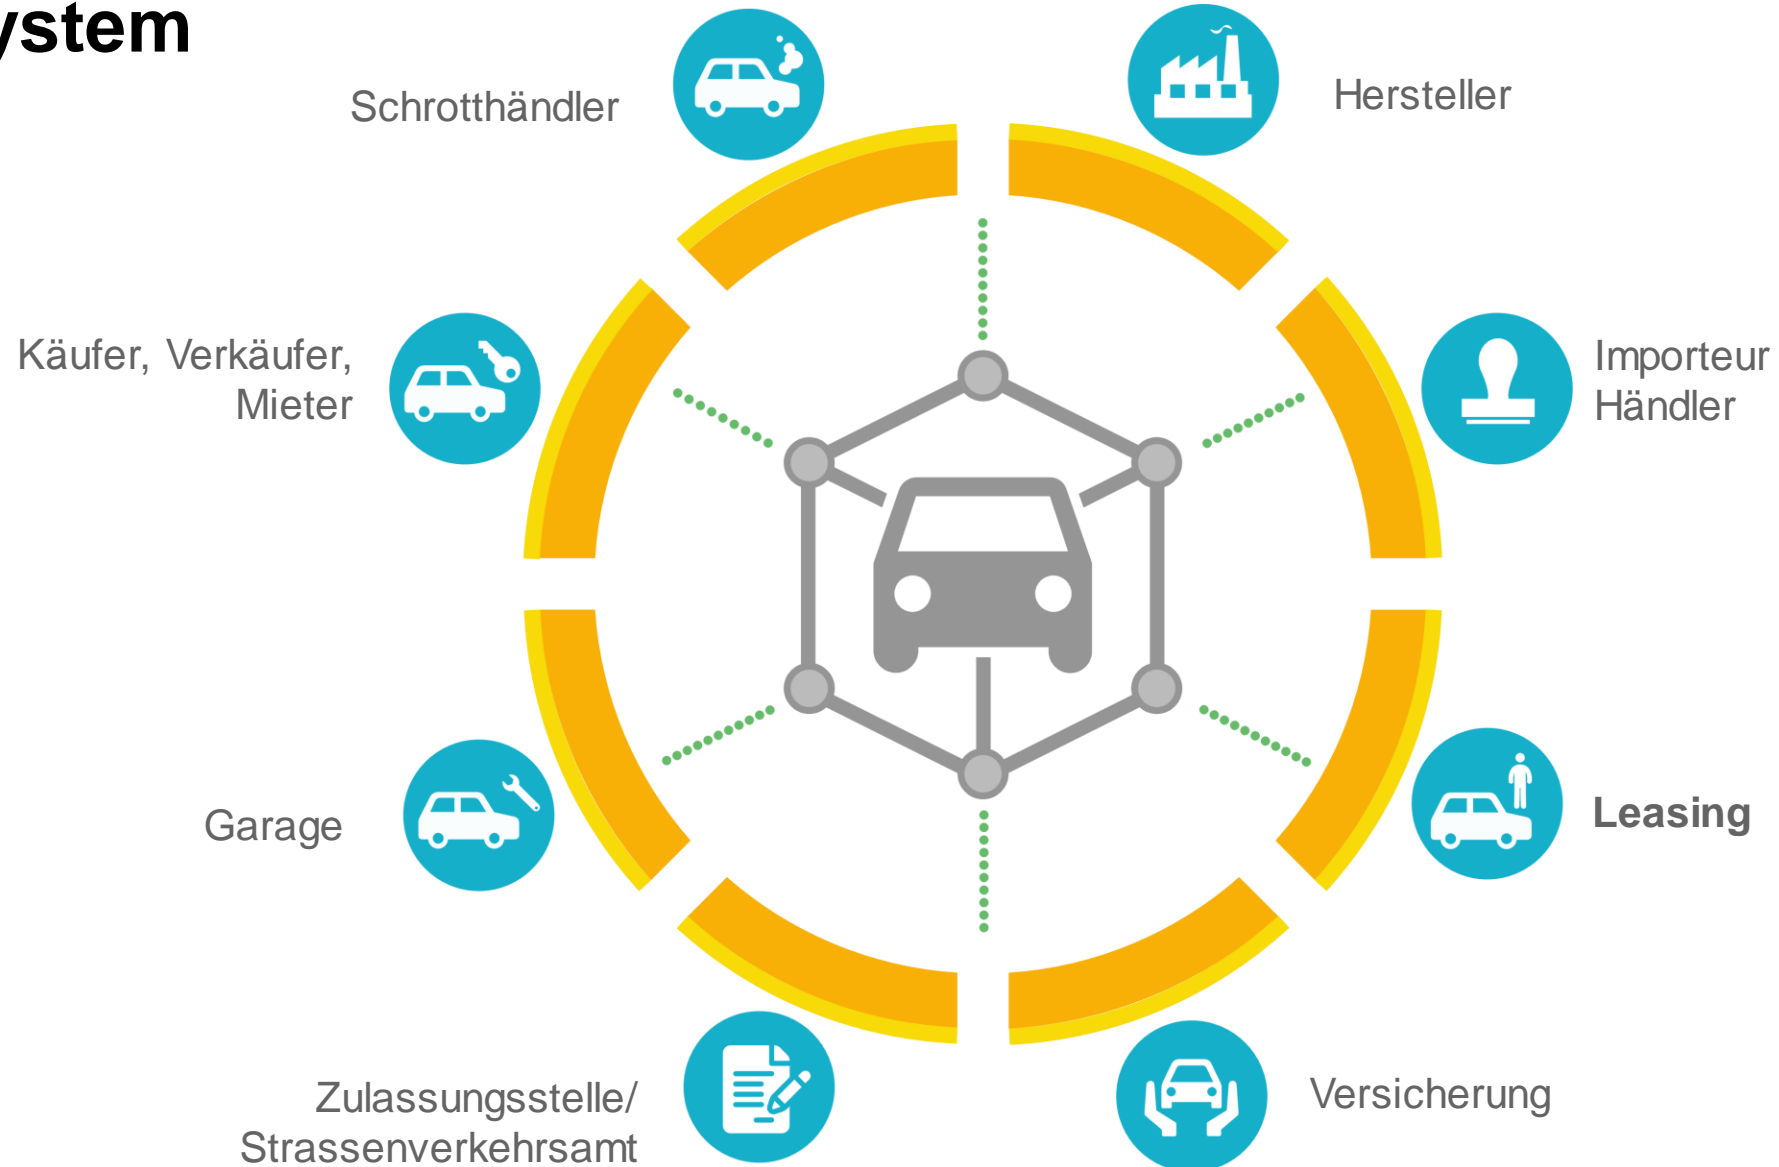 ystem
Schrotthändler
Hersteller
Käufer, Verkäufer,
Mieter
Importeur
Händler
Garage
Leasing
Zulassungsstelle/
Strassenverkehrsamt
Versicherung